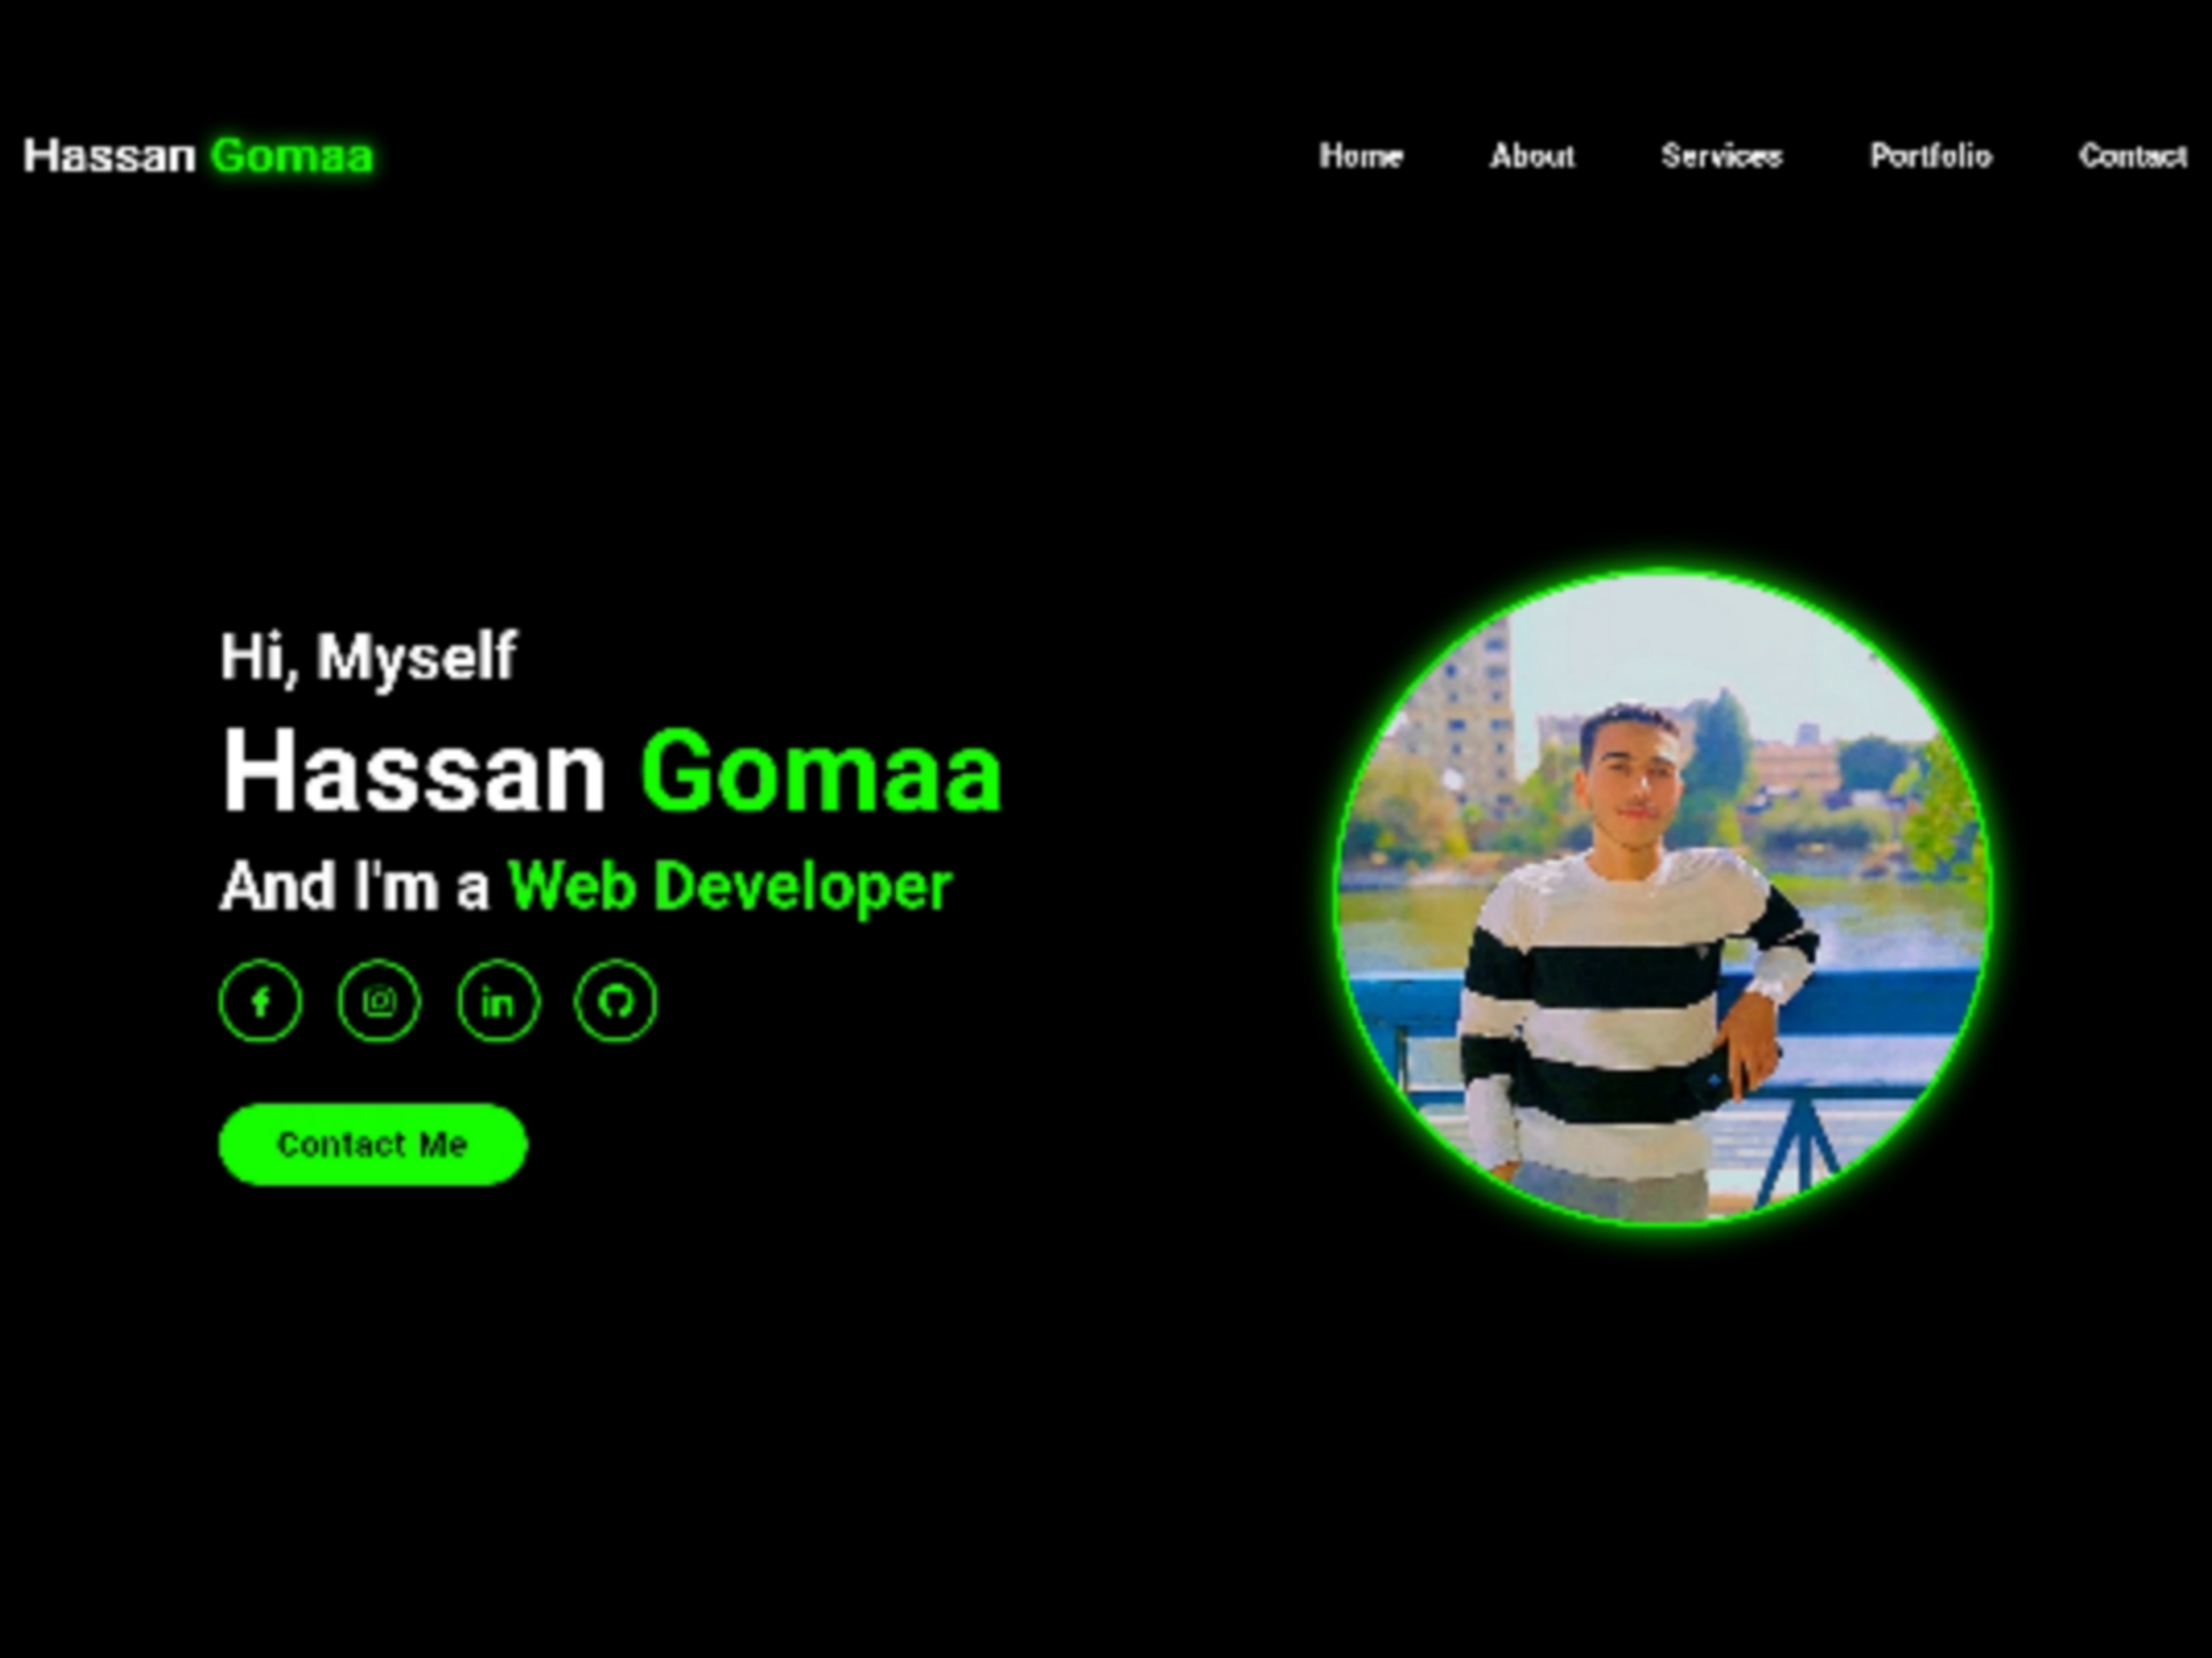 Hassan Gomaa
Home About Services Portfolio Contact
Hi, Myself
Hassan Gomaa
And I'm a Web Developer
Contact Me